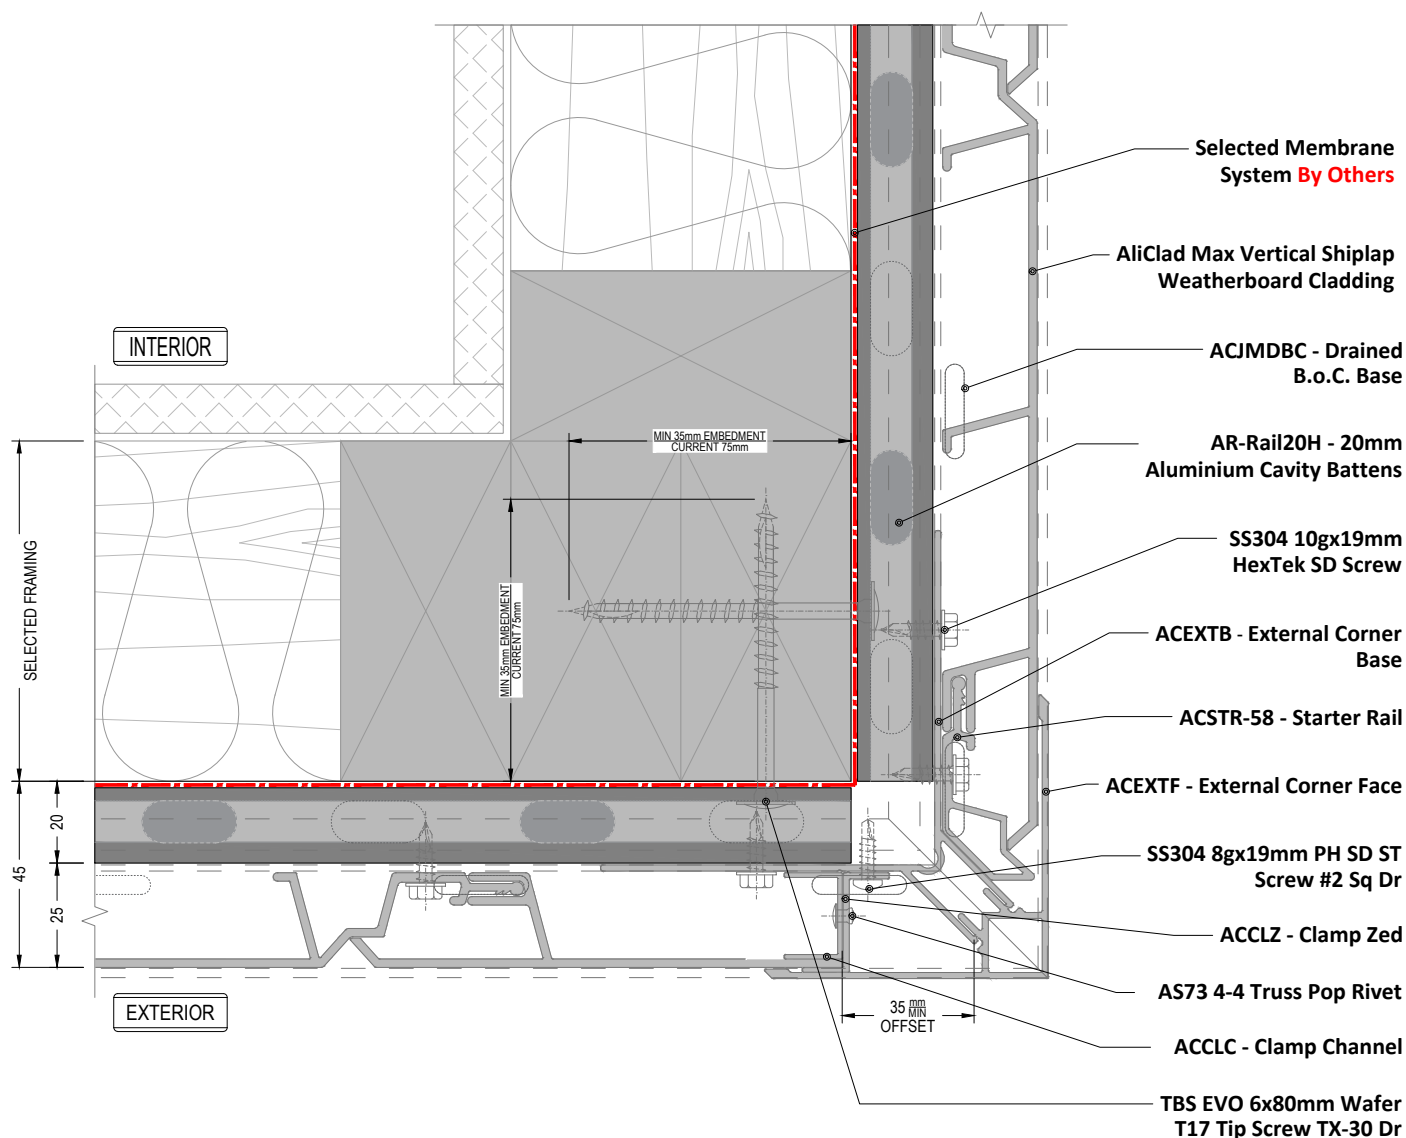 Selected Membrane
System By Others
AliClad Max Vertical Shiplap
Weatherboard Cladding
INTERIOR
ACJMDBC - Drained
B.o.C. Base
MIN 35mm EMBEDMENT
CURRENT 75mm
AR-Rail20H - 20mm
Aluminium Cavity Battens
SS304 10gx19mm
HexTek SD Screw
SELECTED FRAMING
MIN 35mm EMBEDMENT
CURRENT 75mm
ACEXTB - External Corner
Base
ACSTR-58 - Starter Rail
ACEXTF - External Corner Face
20
45
25
SS304 8gx19mm PH SD ST
Screw #2 Sq Dr
ACCLZ - Clamp Zed
AS73 4-4 Truss Pop Rivet
EXTERIOR
35 mm MIN
OFFSET
ACCLC - Clamp Channel
TBS EVO 6x80mm Wafer
T17 Tip Screw TX-30 Dr